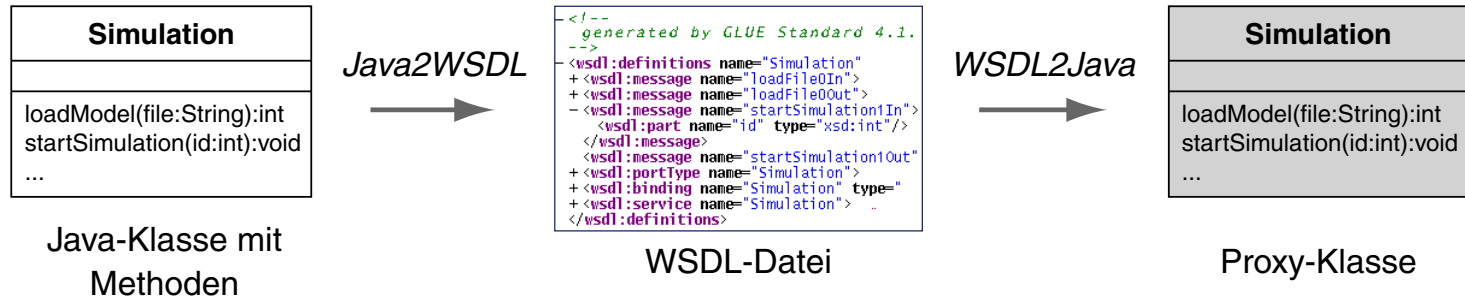 Simulation
loadModel(file:String):int
startSimulation(id:int):void
...
Java-Klasse mit
Methoden
Java2WSDL
- <!--
generated by GLUE Standard 4.1.
-->
- <wsdl:definitions name="Simulation"
+ <wsdl:message name="loadFile0In">
+ <wsdl:message name="loadFile0Out">
- <wsdl:message name="startSimulation1In">
<wsdl:part name="id" type="xsd:int"/>
</wsdl:message>
<wsdl:message name="startSimulation1Out"
+ <wsdl:portType name="Simulation">
+ <wsdl:binding name="Simulation" type="
+ <wsdl:service name="Simulation">
</wsdl:definitions>
WSDL-Datei
WSDL2Java
Simulation
loadModel(file:String):int
startSimulation(id:int):void
...
Proxy-Klasse